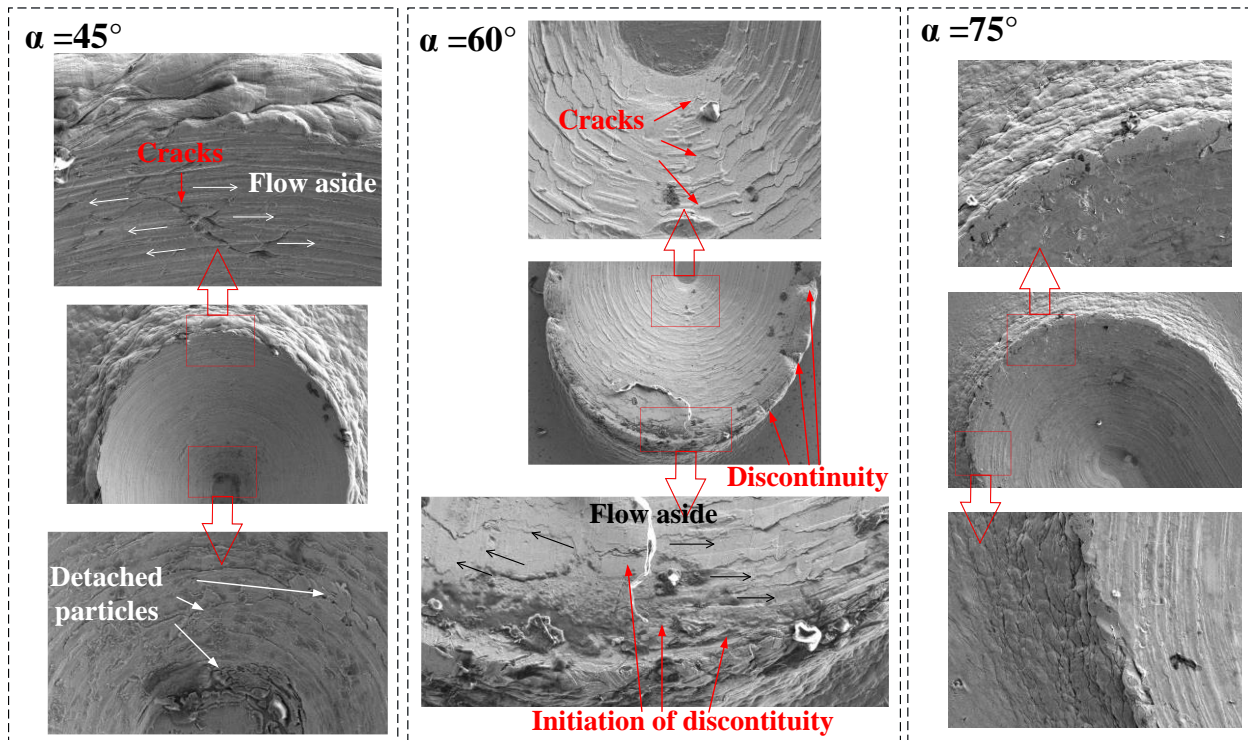 α =45°
Cracks
Flow aside
Detached
particles
α =60°
Cracks
Discontinuity
Flow aside
Initiation of discontituity
α =75°